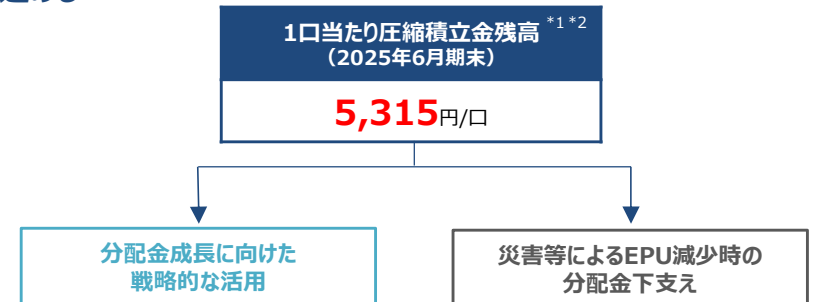 1口当たり圧縮積立金残高 *1*2
（2025年6月期末）
5,315円/口
分配金成長に向けた
戦略的な活用
災害等によるEPU減少時の
分配金下支え